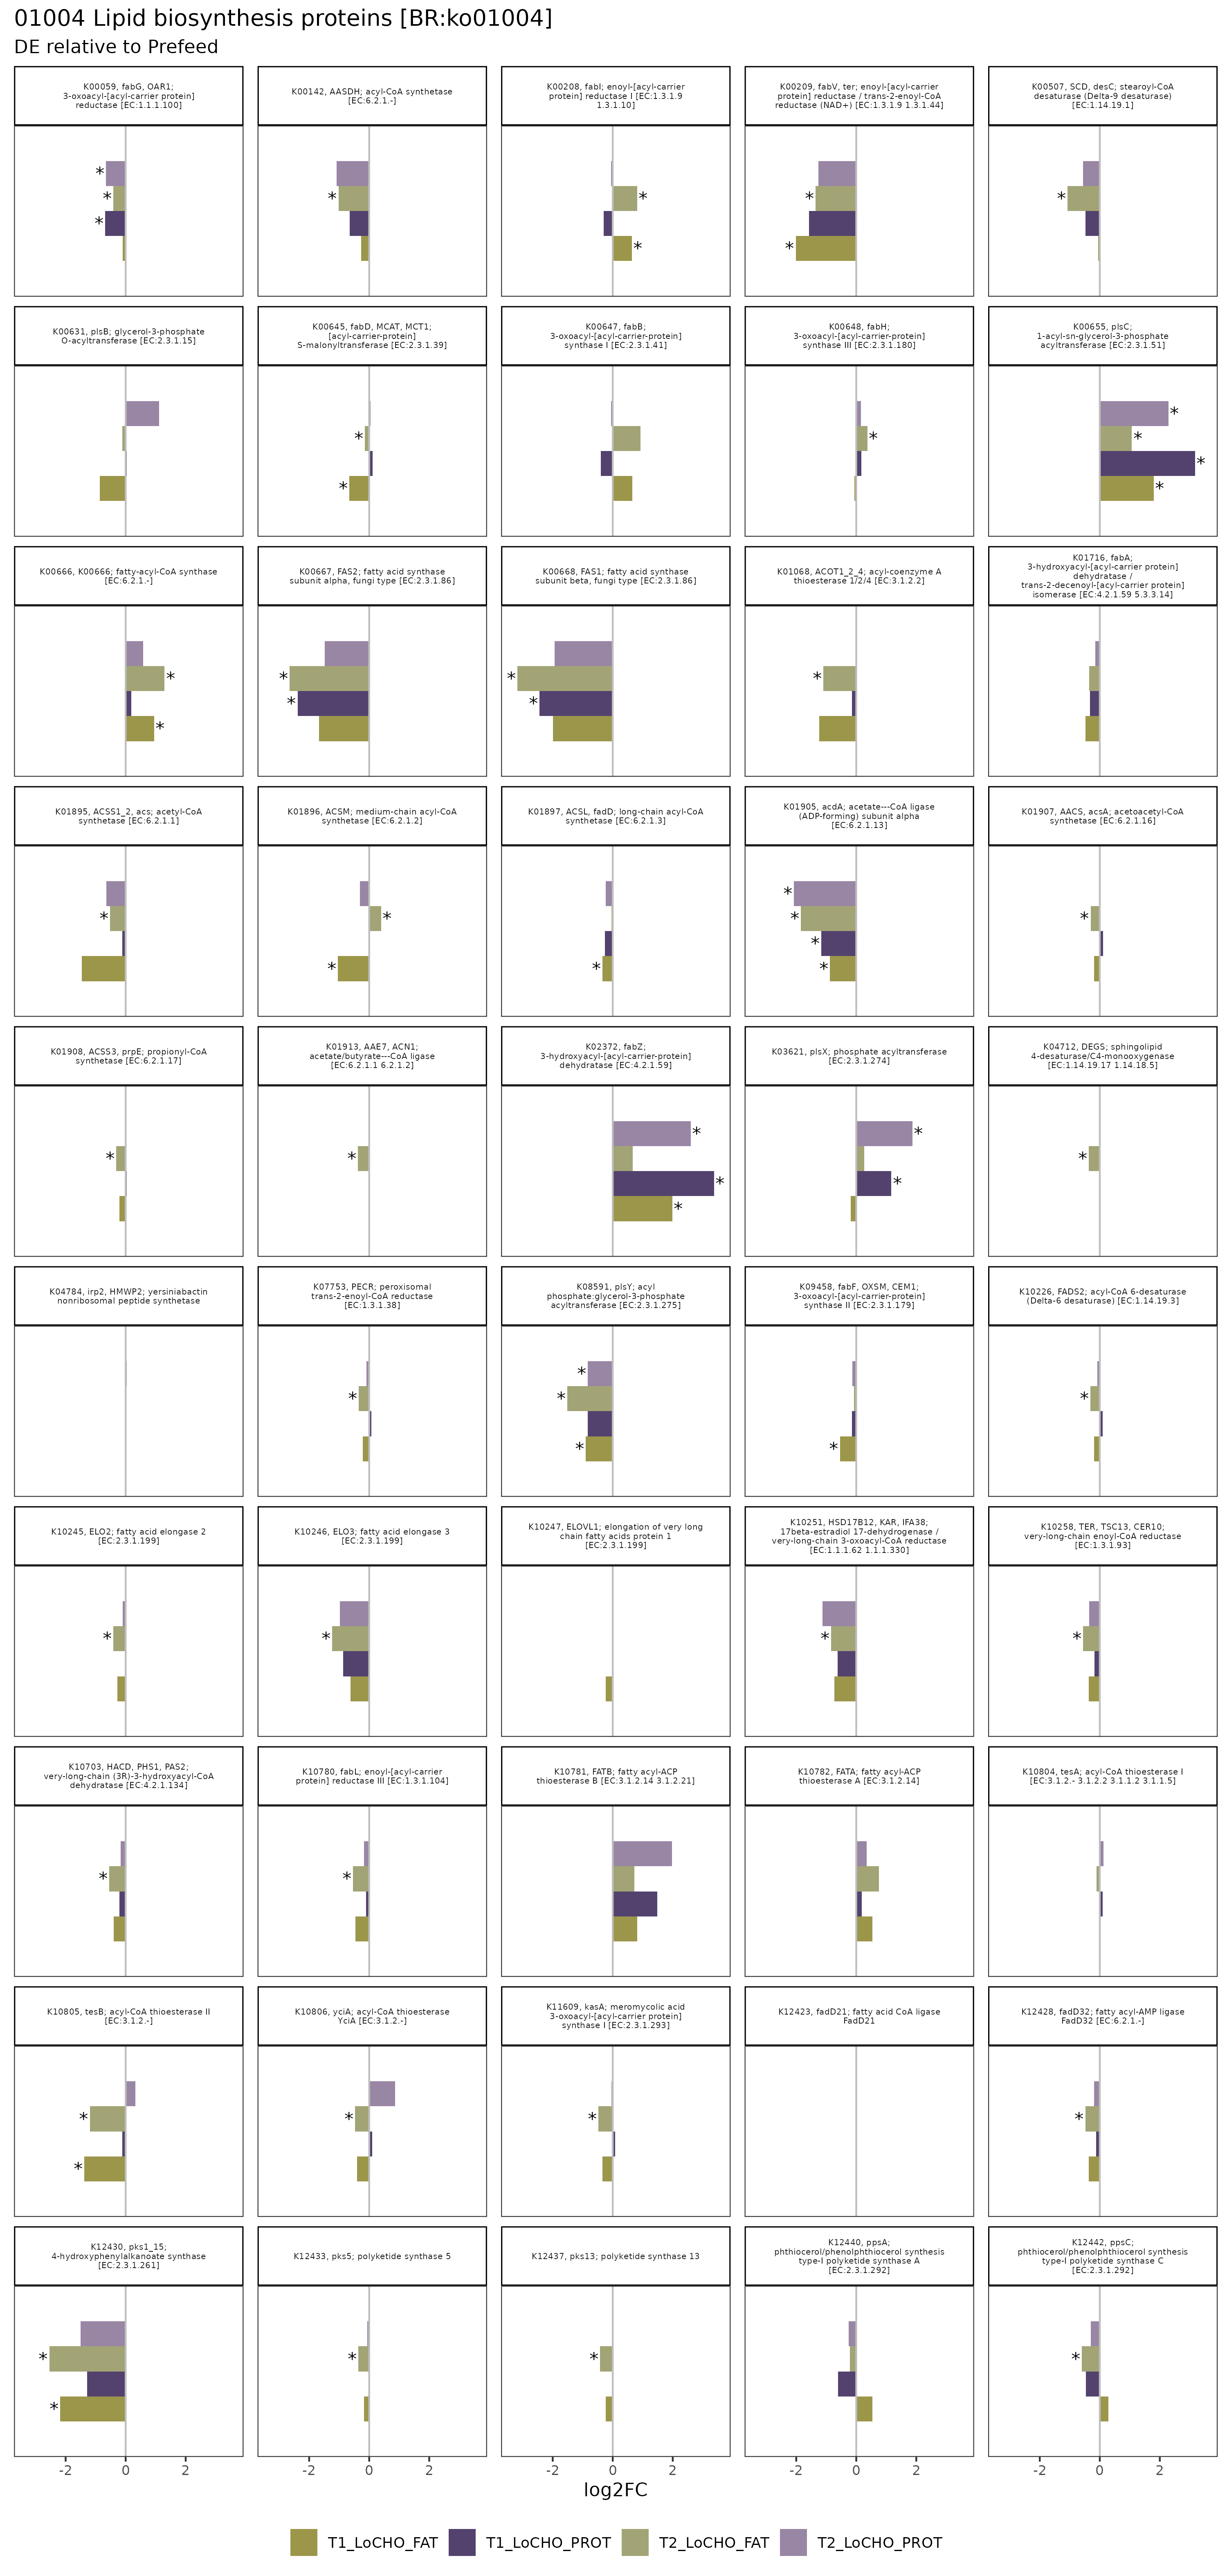 01004 Lipid biosynthesis proteins [BR:ko01004]
DE relative to Prefeed
K00059, fabG, OAR1;
3-oxoacyl-[acyl-carrier protein]
reductase [EC:1.1.1.100]
K00142, AASDH; acyl-CoA synthetase
[EC:6.2.1.-]
K00208, fabI; enoyl-[acyl-carrier
protein] reductase I [EC:1.3.1.9
1.3.1.10]
K00209, fabV, ter; enoyl-[acyl-carrier
protein] reductase / trans-2-enoyl-CoA
reductase (NAD+) [EC:1.3.1.9 1.3.1.44]
K00507, SCD, desC; stearoyl-CoA
desaturase (Delta-9 desaturase)
[EC:1.14.19.1]
* * *
*
* *
* *
*
K00631, plsB; glycerol-3-phosphate
O-acyltransferase [EC:2.3.1.15]
K00645, fabD, MCAT, MCT1;
[acyl-carrier-protein]
S-malonyltransferase [EC:2.3.1.39]
K00647, fabB;
3-oxoacyl-[acyl-carrier-protein]
synthase I [EC:2.3.1.41]
K00648, fabH;
3-oxoacyl-[acyl-carrier-protein]
synthase III [EC:2.3.1.180]
K00655, plsC;
1-acyl-sn-glycerol-3-phosphate
acyltransferase [EC:2.3.1.51]
* *
*
* * * *
K00666, K00666; fatty-acyl-CoA synthase
[EC:6.2.1.-]
K00667, FAS2; fatty acid synthase
subunit alpha, fungi type [EC:2.3.1.86]
K00668, FAS1; fatty acid synthase
subunit beta, fungi type [EC:2.3.1.86]
K01068, ACOT1_2_4; acyl-coenzyme A
thioesterase 1/2/4 [EC:3.1.2.2]
K01716, fabA;
3-hydroxyacyl-[acyl-carrier protein]
dehydratase /
trans-2-decenoyl-[acyl-carrier protein]
isomerase [EC:4.2.1.59 5.3.3.14]
* *
* *
* *
*
K01895, ACSS1_2, acs; acetyl-CoA
synthetase [EC:6.2.1.1]
K01896, ACSM; medium-chain acyl-CoA
synthetase [EC:6.2.1.2]
K01897, ACSL, fadD; long-chain acyl-CoA
synthetase [EC:6.2.1.3]
K01905, acdA; acetate---CoA ligase
(ADP-forming) subunit alpha
[EC:6.2.1.13]
K01907, AACS, acsA; acetoacetyl-CoA
synthetase [EC:6.2.1.16]
*
* *
*
* * * *
*
K01908, ACSS3, prpE; propionyl-CoA
synthetase [EC:6.2.1.17]
K01913, AAE7, ACN1;
acetate/butyrate---CoA ligase
[EC:6.2.1.1 6.2.1.2]
K02372, fabZ;
3-hydroxyacyl-[acyl-carrier-protein]
dehydratase [EC:4.2.1.59]
K03621, plsX; phosphate acyltransferase
[EC:2.3.1.274]
K04712, DEGS; sphingolipid
4-desaturase/C4-monooxygenase
[EC:1.14.19.17 1.14.18.5]
*
*
* * *
* *
*
K04784, irp2, HMWP2; yersiniabactin
nonribosomal peptide synthetase
K07753, PECR; peroxisomal
trans-2-enoyl-CoA reductase
[EC:1.3.1.38]
K08591, plsY; acyl
phosphate:glycerol-3-phosphate
acyltransferase [EC:2.3.1.275]
K09458, fabF, OXSM, CEM1;
3-oxoacyl-[acyl-carrier-protein]
synthase II [EC:2.3.1.179]
K10226, FADS2; acyl-CoA 6-desaturase
(Delta-6 desaturase) [EC:1.14.19.3]
*
* * *
*
*
K10245, ELO2; fatty acid elongase 2
[EC:2.3.1.199]
K10246, ELO3; fatty acid elongase 3
[EC:2.3.1.199]
K10247, ELOVL1; elongation of very long
chain fatty acids protein 1
[EC:2.3.1.199]
K10251, HSD17B12, KAR, IFA38;
17beta-estradiol 17-dehydrogenase /
very-long-chain 3-oxoacyl-CoA reductase
[EC:1.1.1.62 1.1.1.330]
K10258, TER, TSC13, CER10;
very-long-chain enoyl-CoA reductase
[EC:1.3.1.93]
*
*
*
*
K10703, HACD, PHS1, PAS2;
very-long-chain (3R)-3-hydroxyacyl-CoA
dehydratase [EC:4.2.1.134]
K10780, fabL; enoyl-[acyl-carrier
protein] reductase III [EC:1.3.1.104]
K10781, FATB; fatty acyl-ACP
thioesterase B [EC:3.1.2.14 3.1.2.21]
K10782, FATA; fatty acyl-ACP
thioesterase A [EC:3.1.2.14]
K10804, tesA; acyl-CoA thioesterase I
[EC:3.1.2.- 3.1.2.2 3.1.1.2 3.1.1.5]
*
*
K10805, tesB; acyl-CoA thioesterase II
[EC:3.1.2.-]
K10806, yciA; acyl-CoA thioesterase
YciA [EC:3.1.2.-]
K11609, kasA; meromycolic acid
3-oxoacyl-[acyl-carrier protein]
synthase I [EC:2.3.1.293]
K12423, fadD21; fatty acid CoA ligase
FadD21
K12428, fadD32; fatty acyl-AMP ligase
FadD32 [EC:6.2.1.-]
* *
*
*
*
K12430, pks1_15;
4-hydroxyphenylalkanoate synthase
[EC:2.3.1.261]
K12433, pks5; polyketide synthase 5
K12437, pks13; polyketide synthase 13
K12440, ppsA;
phthiocerol/phenolphthiocerol synthesis
type-I polyketide synthase A
[EC:2.3.1.292]
K12442, ppsC;
phthiocerol/phenolphthiocerol synthesis
type-I polyketide synthase C
[EC:2.3.1.292]
* *
*
*
*
-2 0 2 -2 0 2 -2 0 2 -2 0 2 -2 0 2
log2FC
T1_LoCHO_FAT T1_LoCHO_PROT T2_LoCHO_FAT T2_LoCHO_PROT